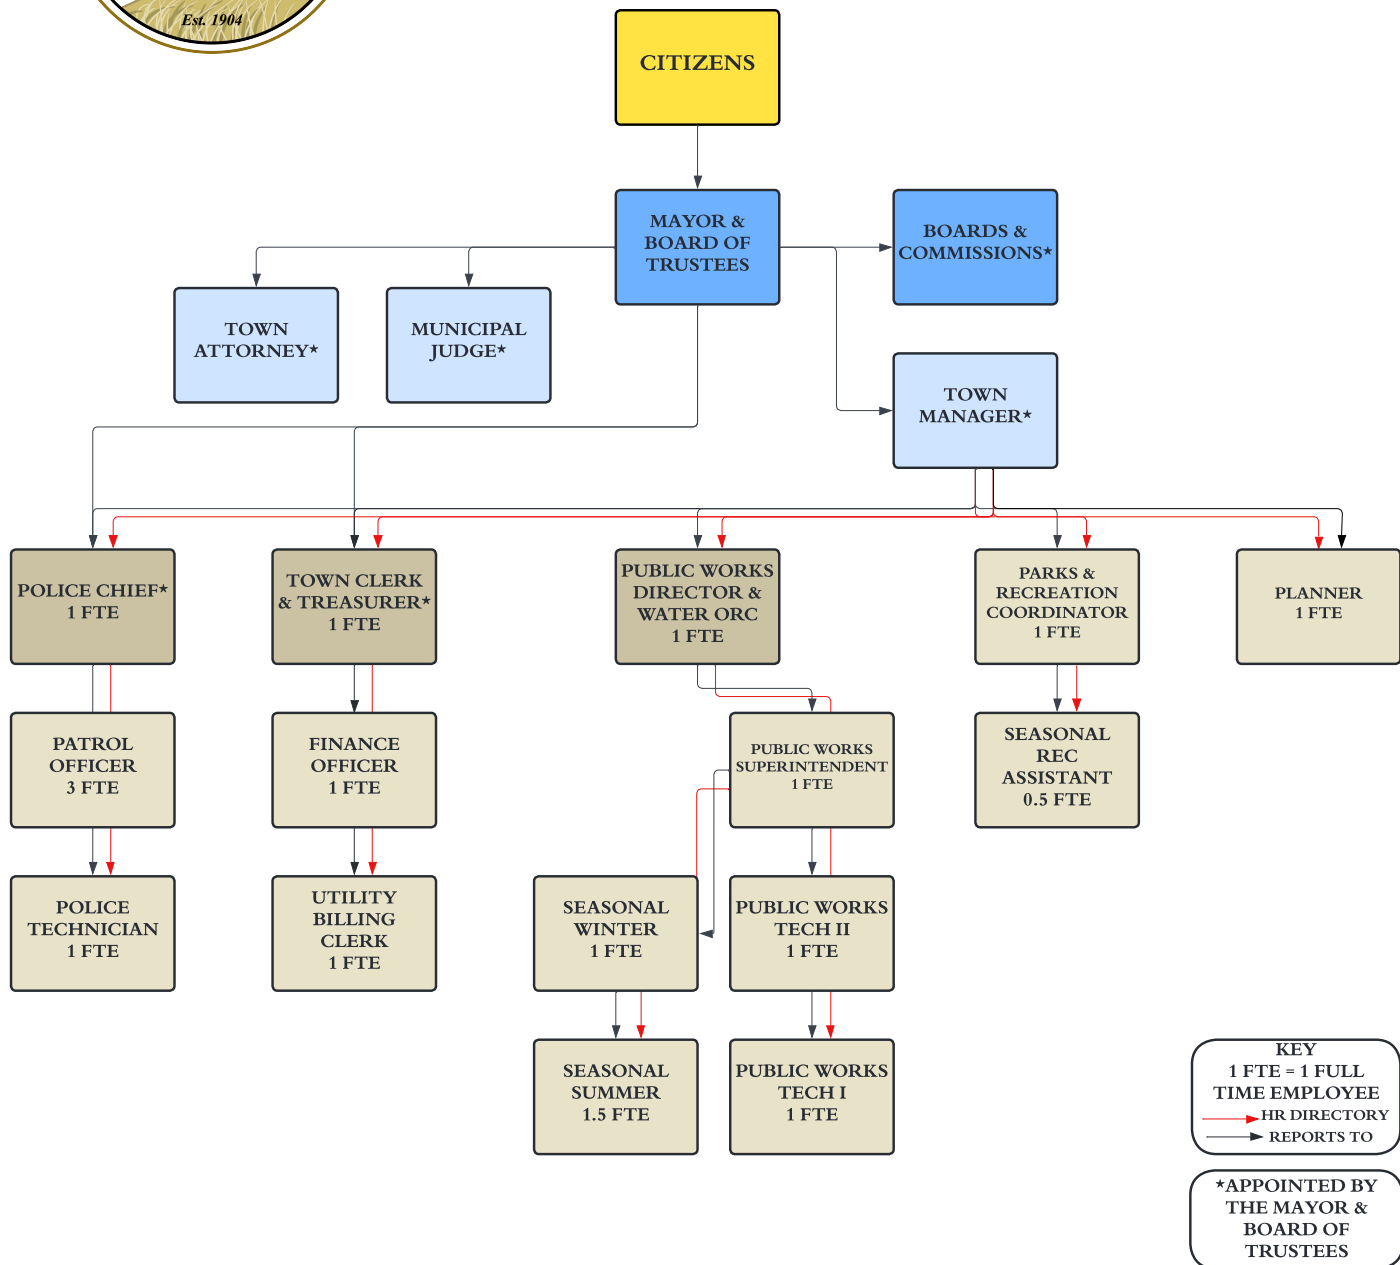 Est. 1904
CITIZENS
MAYOR &
BOARD OF
TRUSTEES
BOARDS &
COMMISSIONS★
TOWN
ATTORNEY★
MUNICIPAL
JUDGE★
TOWN
MANAGER★
POLICE CHIEF★
1 FTE
TOWN CLERK
& TREASURER★
1 FTE
PUBLIC WORKS
DIRECTOR &
WATER ORC
1 FTE
PARKS &
RECREATION
COORDINATOR
1 FTE
PLANNER
1 FTE
PATROL
OFFICER
3 FTE
FINANCE
OFFICER
1 FTE
PUBLIC WORKS
SUPERINTENDENT
1 FTE
SEASONAL
REC
ASSISTANT
0.5 FTE
POLICE
TECHNICIAN
1 FTE
UTILITY
BILLING
CLERK
1 FTE
SEASONAL
WINTER
1 FTE
PUBLIC WORKS
TECH II
1 FTE
SEASONAL
SUMMER
1.5 FTE
PUBLIC WORKS
TECH I
1 FTE
KEY
1 FTE = 1 FULL
TIME EMPLOYEE
HR DIRECTORY
REPORTS TO
★APPOINTED BY
THE MAYOR &
BOARD OF
TRUSTEES